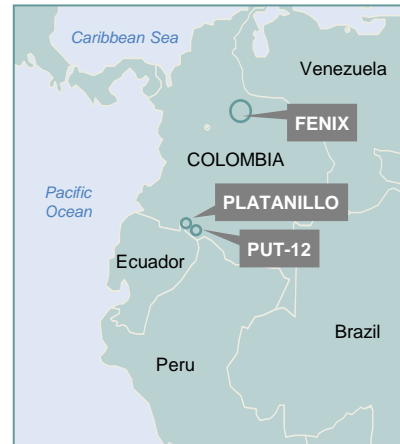 Caribbean Sea
Venezuela
FENIX
COLOMBIA
Pacific
Ocean
PLATANILLO
PUT-12
Ecuador
Brazil
Peru